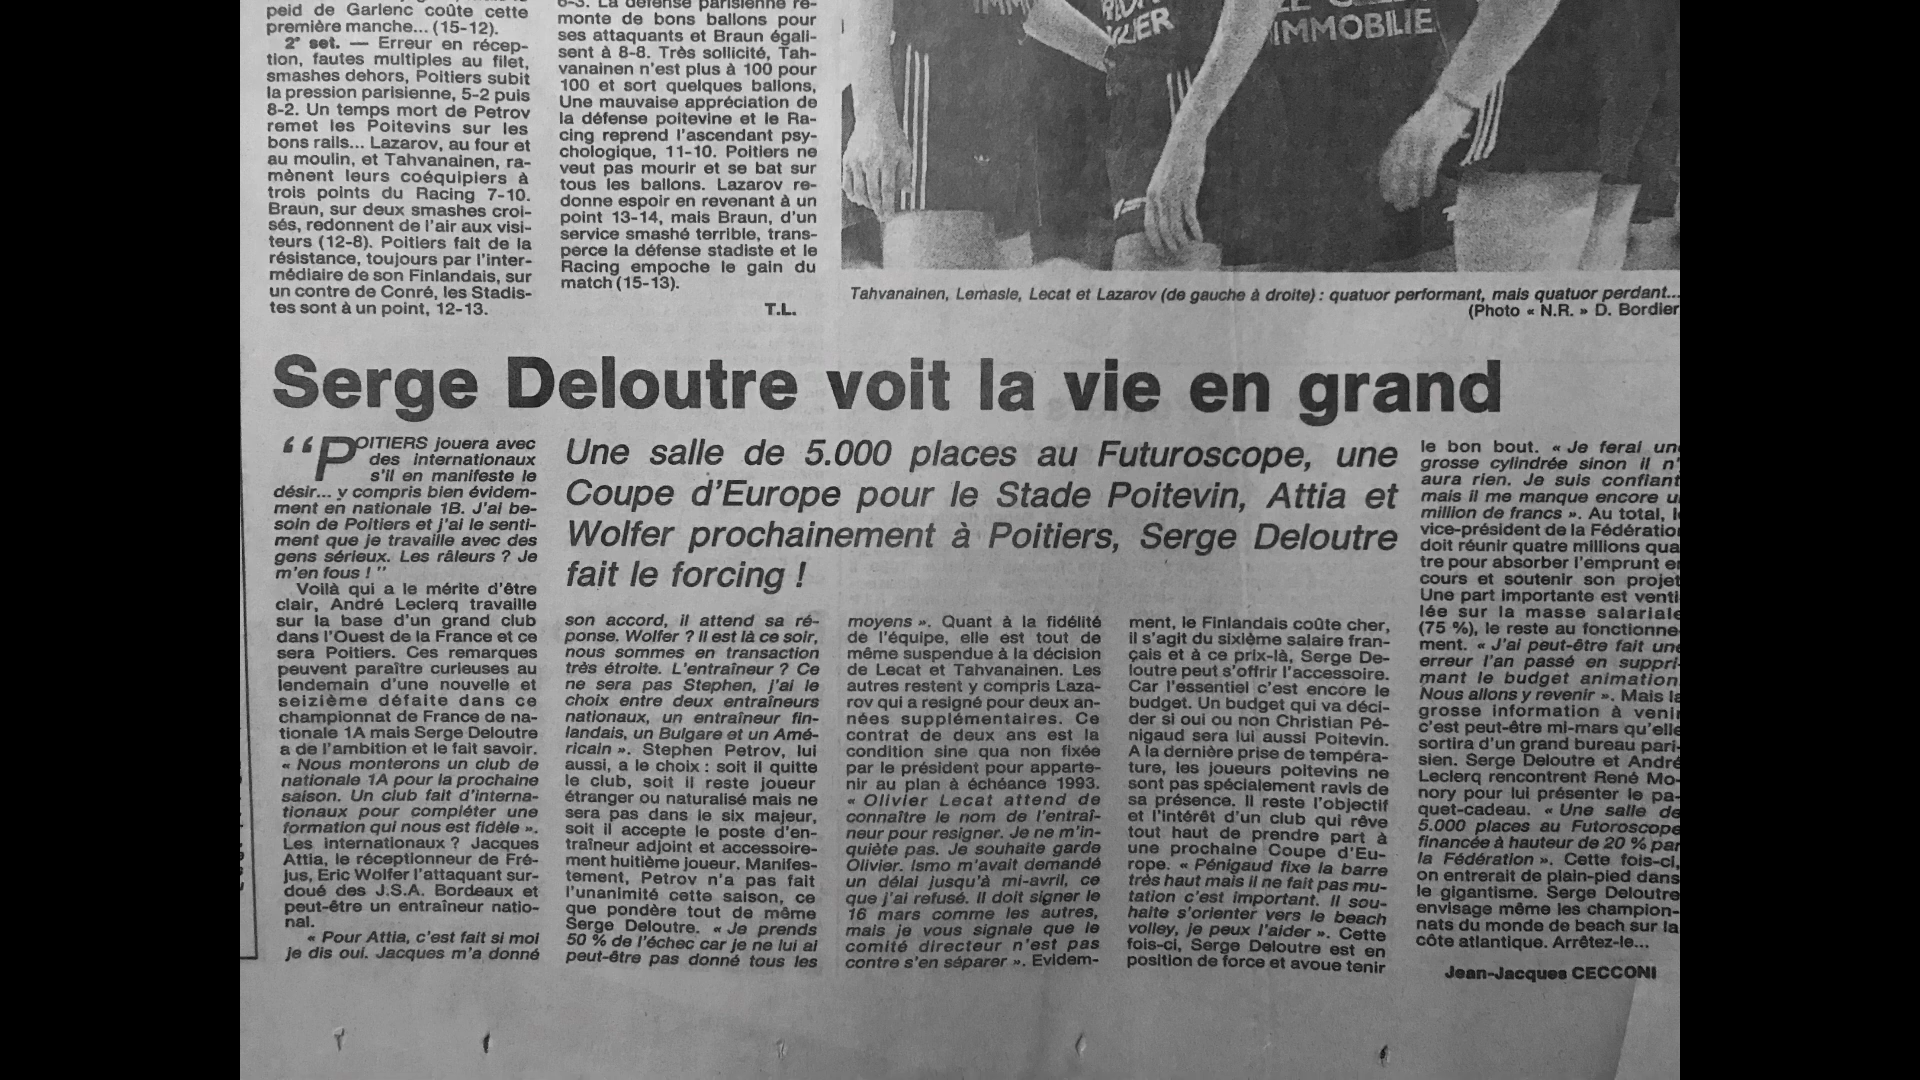 peid de Garlenc coûte cette
première manche... (15-12).
2e set. — Erreur en récep-
tion, fautes multiples au filet,
smashes dehors, Poitiers subit
la pression parisienne, 5-2 puis
8-2. Un temps mort de Petrov
remet les Poitevins sur les
bons rails... Lazarov, au four et
au moulin, et Tahvanainen, ra-
mènent leurs coéquipiers à
trois points du Racing 7-10.
Braun, sur deux smashes croi-
sés, redonnent de l'air aux visi-
teurs (12-8). Poitiers fait de la
résistance, toujours par l'inter-
médiaire de son Finlandais, sur
un contre de Conré, les Stadis-
tes sont à un point, 12-13.
6-3. La défense parisienne re-
monte de bons ballons pour
ses attaquants et Braun égali-
sent à 8-8. Très sollicité, Tah-
vanainen n'est plus à 100 pour
100 et sort quelques ballons,
Une mauvaise appréciation de
la défense poitevine et le Ra-
cing reprend l'ascendant psy-
chologique, 11-10. Poitiers ne
veut pas mourir et se bat sur
tous les ballons. Lazarov re-
donne espoir en revenant à un
point 13-14, mais Braun, d'un
service smashé terrible, trans-
perce la défense stadiste et le
Racing empoche le gain du
match (15-13).
T.L.
IMMOBILIE
Tahvanainen, Lemasle, Lecat et Lazarov (de gauche à droite) : quatuor performant, mais quatuor perdant...
(Photo « N.R. » D. Bordier
Serge Deloutre voit la vie en grand
Une salle de 5.000 places au Futuroscope, une
Coupe d'Europe pour le Stade Poitevin, Attia et
Wolfer prochainement à Poitiers, Serge Deloutre
fait le forcing !
“POITIERS jouera avec
des internationaux
s'il en manifeste le
désir... y compris bien évidem-
ment en nationale 1B. J'ai be-
soin de Poitiers et j'ai le senti-
ment que je travaille avec des
gens sérieux. Les râleurs ? Je
m'en fous ! ”
Voilà qui a le mérite d'être
clair, André Leclerq travaille
sur la base d'un grand club
dans l'Ouest de la France et ce
sera Poitiers. Ces remarques
peuvent paraître curieuses au
lendemain d'une nouvelle et
seizième défaite dans ce
championnat de France de na-
tionale 1A mais Serge Deloutre
a de l'ambition et le fait savoir.
« Nous monterons un club de
nationale 1A pour la prochaine
saison. Un club fait d'interna-
tionaux pour compléter une
formation qui nous est fidèle ».
Les internationaux ? Jacques
Attia, le réceptionneur de Fré-
jus, Eric Wolfer l'attaquant sur-
doué des J.S.A. Bordeaux et
peut-être un entraîneur natio-
nal.
« Pour Attia, c'est fait si moi
je dis oui. Jacques m'a donné
son accord, il attend sa ré-
ponse. Wolfer ? Il est là ce soir,
nous sommes en transaction
très étroite. L'entraîneur ? Ce
ne sera pas Stephen, j'ai le
choix entre deux entraîneurs
nationaux, un entraîneur fin-
landais, un Bulgare et un Amé-
ricain ». Stephen Petrov, lui
aussi, a le choix : soit il quitte
le club, soit il reste joueur
étranger ou naturalisé mais ne
sera pas dans le six majeur,
soit il accepte le poste d'en-
traîneur adjoint et accessoire-
ment huitième joueur. Manifes-
tement, Petrov n'a pas fait
l'unanimité cette saison, ce
que pondère tout de même
Serge Deloutre. « Je prends
50 % de l'échec car je ne lui ai
peut-être pas donné tous les
moyens ». Quant à la fidélité
de l'équipe, elle est tout de
même suspendue à la décision
de Lecat et Tahvanainen. Les
autres restent y compris Laza-
rov qui a resigné pour deux an-
nées supplémentaires. Ce
contrat de deux ans est la
condition sine qua non fixée
par le président pour apparte-
nir au plan à échéance 1993.
« Olivier Lecat attend de
connaître le nom de l'entraî-
neur pour resigner. Je ne m'in-
quiète pas. Je souhaite garde
Olivier. Ismo m'avait demandé
un délai jusqu'à mi-avril, ce
que j'ai refusé. Il doit signer le
16 mars comme les autres,
mais je vous signale que le
comité directeur n'est pas
contre s'en séparer ». Evidem-
ment, le Finlandais coûte cher,
il s'agit du sixième salaire fran-
çais et à ce prix-là, Serge De-
loutre peut s'offrir l'accessoire.
Car l'essentiel c'est encore le
budget. Un budget qui va déci-
der si oui ou non Christian Pé-
nigaud sera lui aussi Poitevin.
A la dernière prise de tempéra-
ture, les joueurs poitevins ne
sont pas spécialement ravis de
sa présence. Il reste l'objectif
et l'intérêt d'un club qui rêve
tout haut de prendre part à
une prochaine Coupe d'Eu-
rope. « Pénigaud fixe la barre
très haut mais il ne fait pas mu-
tation c'est important. Il sou-
haite s'orienter vers le beach
volley, je peux l'aider ». Cette
fois-ci, Serge Deloutre est en
position de force et avoue tenir
le bon bout. « Je ferai une
grosse cylindrée sinon il n'y
aura rien. Je suis confiant
mais il me manque encore un
million de francs ». Au total, le
vice-président de la Fédération
doit réunir quatre millions qua-
tre pour absorber l'emprunt en
cours et soutenir son projet.
Une part importante est venti-
lée sur la masse salariale
(75 %), le reste au fonctionne-
ment. « J'ai peut-être fait une
erreur l'an passé en suppri-
mant le budget animation.
Nous allons y revenir ». Mais la
grosse information à venir
c'est peut-être mi-mars qu'elle
sortira d'un grand bureau pari-
sien. Serge Deloutre et André
Leclerq rencontrent René Mo-
nory pour lui présenter le pa-
quet-cadeau. « Une salle de
5.000 places au Futoroscope
financée à hauteur de 20 % par
la Fédération ». Cette fois-ci,
on entrerait de plain-pied dans
le gigantisme. Serge Deloutre
envisage même les champion-
nats du monde de beach sur la
côte atlantique. Arrêtez-le...
Jean-Jacques CECCONI